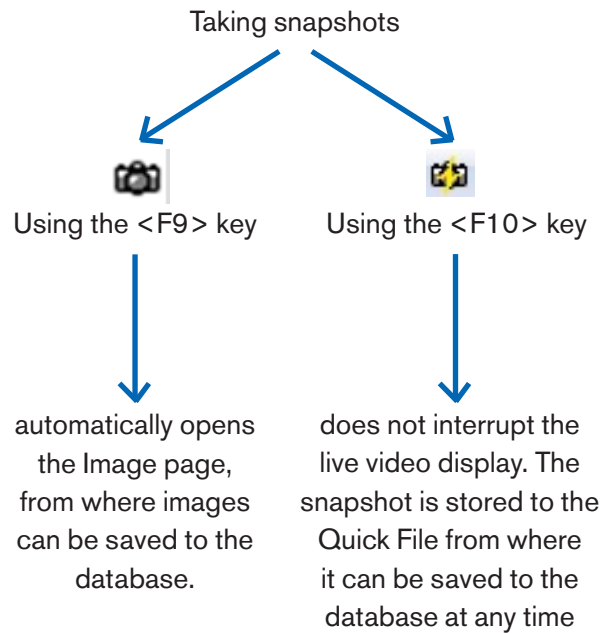 Taking snapshots
Using the <F9> key
Using the <F10> key
automatically opens
the Image page,
from where images
can be saved to the
database.
does not interrupt the
live video display. The
snapshot is stored to the
Quick File from where
it can be saved to the
database at any time